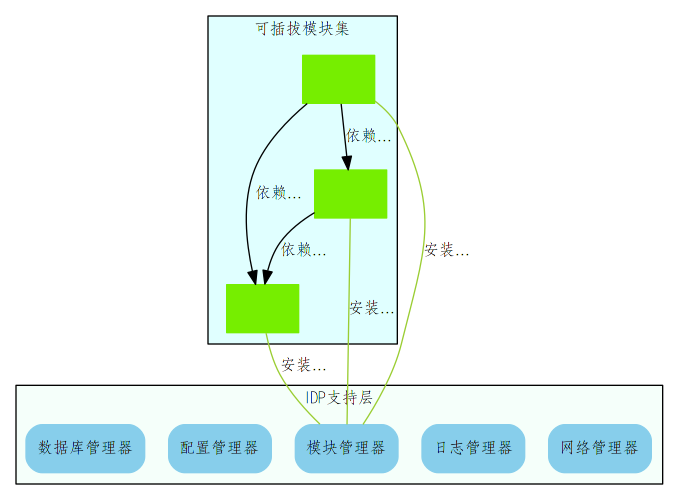 可插拔模块集
依赖...
依赖...
依赖...
安装...
安装...
安装...
IDP支持层
数据库管理器
配置管理器
模块管理器
日志管理器
网络管理器